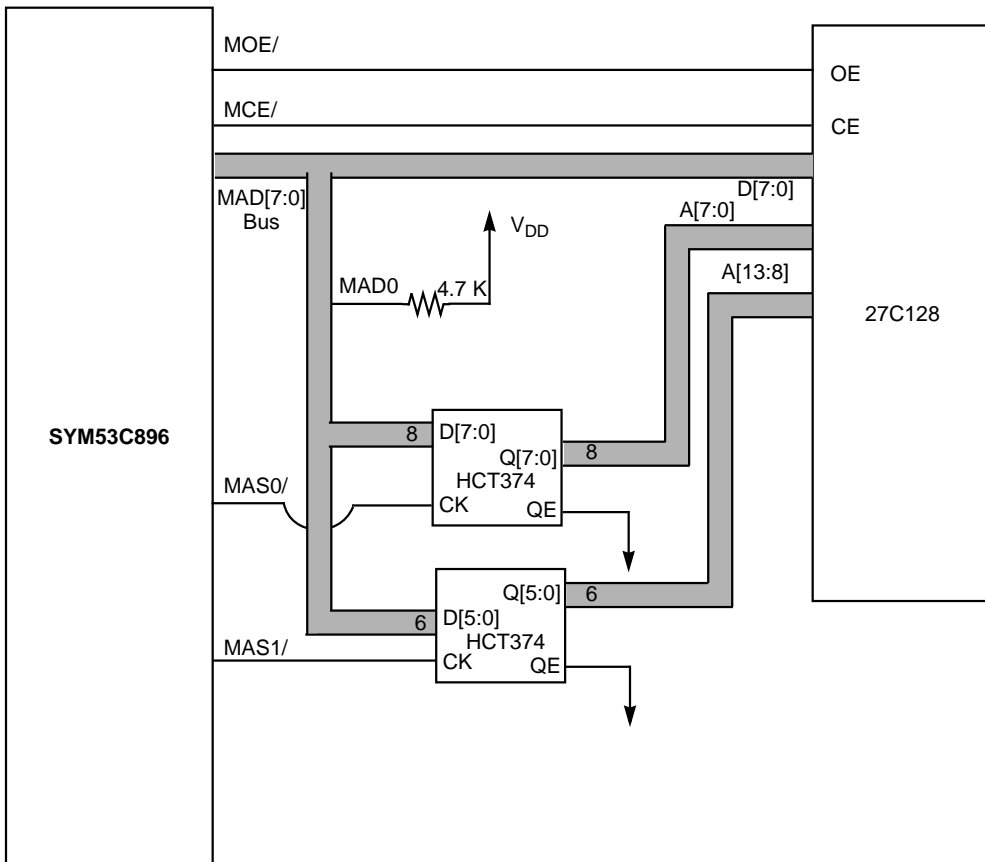 MOE/
OE
MCE/
CE
MAD[7:0]
Bus
D[7:0]
A[7:0]
VDD
A[13:8]
MAD0
4.7 K
27C128
SYM53C896
8
D[7:0]
Q[7:0]
8
HCT374
MAS0/
CK
QE
Q[5:0]
6
6
D[5:0]
HCT374
MAS1/
CK
QE